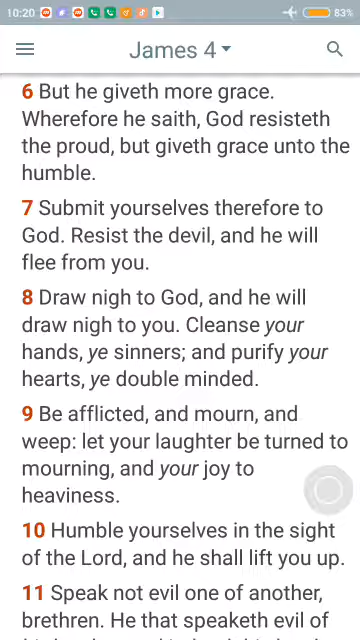 10:20
83%
James 4
6 But he giveth more grace.
Wherefore he saith, God resisteth
the proud, but giveth grace unto the
humble.
7 Submit yourselves therefore to
God. Resist the devil, and he will
flee from you.
8 Draw nigh to God, and he will
draw nigh to you. Cleanse your
hands, ye sinners; and purify your
hearts, ye double minded.
9 Be afflicted, and mourn, and
weep: let your laughter be turned to
mourning, and your joy to
heaviness.
10 Humble yourselves in the sight
of the Lord, and he shall lift you up.
11 Speak not evil one of another,
brethren. He that speaketh evil of